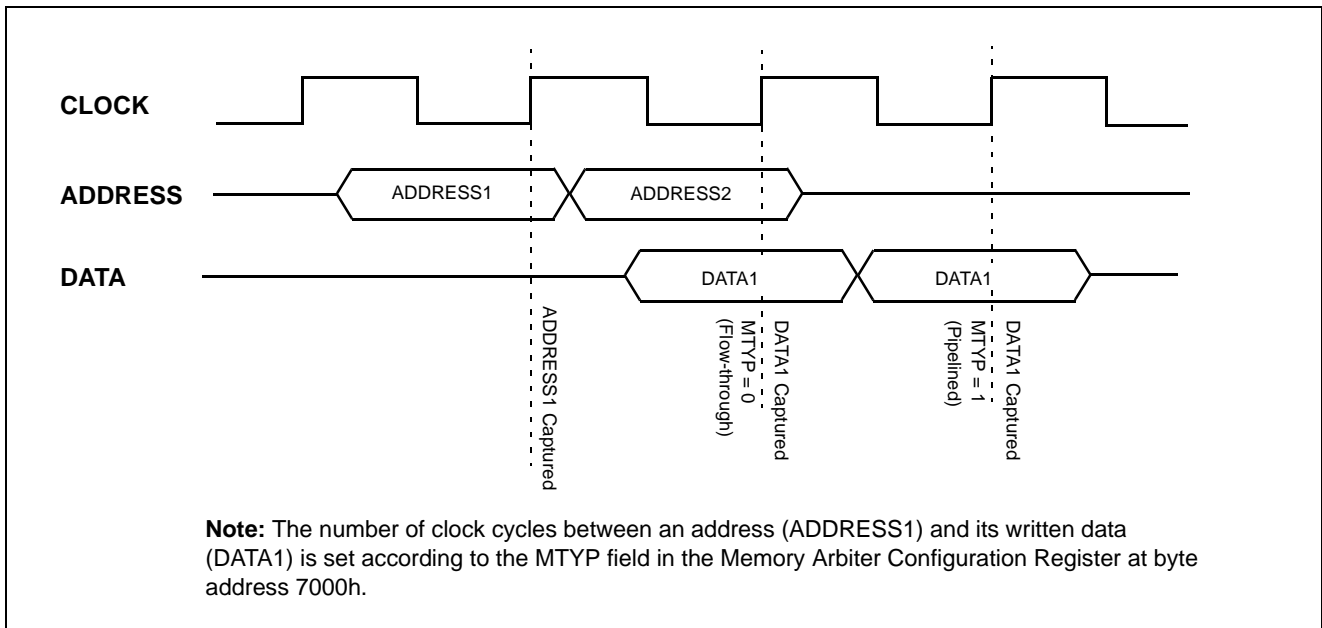 CLOCK
ADDRESS
ADDRESS1
ADDRESS2
DATA
DATA1
DATA1
ADDRESS1 Captured
DATA1 Captured
MTYP = 0
(Flow-through)
DATA1 Captured
MTYP = 1
(Pipelined)
Note: The number of clock cycles between an address (ADDRESS1) and its written data
(DATA1) is set according to the MTYP field in the Memory Arbiter Configuration Register at byte
address 7000h.